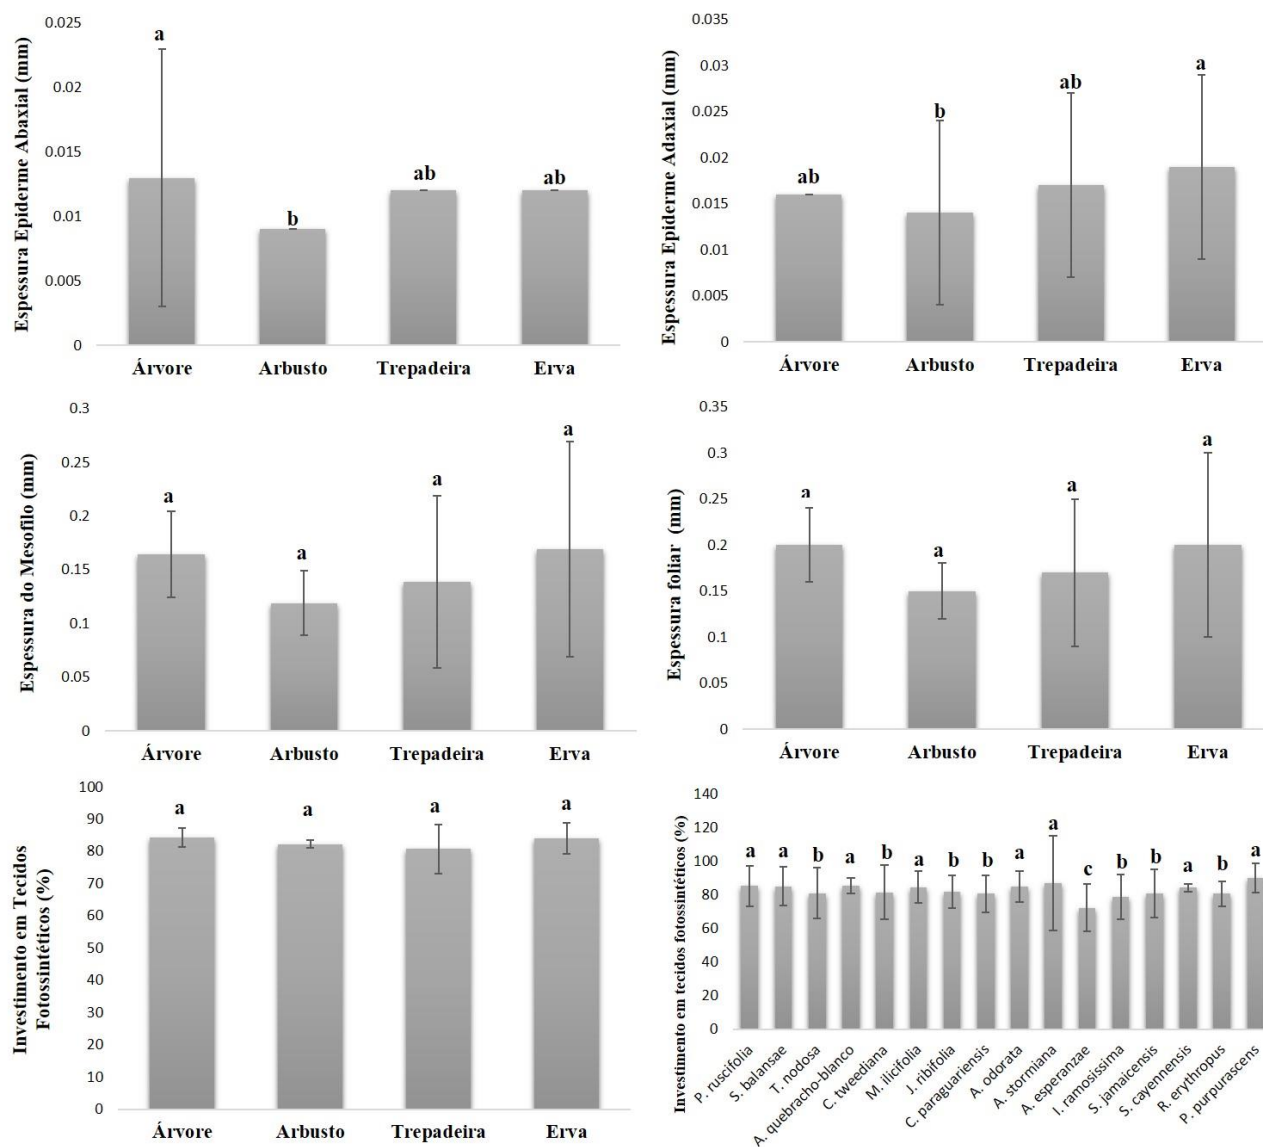 Espessura Epiderme Abaxial (mm)
0.025
0.02
0.015
0.01
0.005
0
a
b
ab
ab
Árvore
Arbusto
Trepadeira
Erva
Espessura Epiderme Adaxial (mm)
0.035
0.03
0.025
0.02
0.015
0.01
0.005
0
ab
b
ab
a
Árvore
Arbusto
Trepadeira
Erva
Espessura do Mesofilo (mm)
0.3
0.25
0.2
0.15
0.1
0.05
0
a
a
a
a
Árvore
Arbusto
Trepadeira
Erva
Espessura foliar (mm)
0.35
0.3
0.25
0.2
0.15
0.1
0.05
0
a
a
a
a
Árvore
Arbusto
Trepadeira
Erva
Investimento em Tecidos
Fotossintéticos (%)
100
90
80
70
60
50
40
30
20
10
0
a
a
a
a
Árvore
Arbusto
Trepadeira
Erva
Investimento em tecidos fotossintéticos (%)
140
120
100
80
60
40
20
0
a
a
b
a
b
a
b
b
a
a
c
b
b
a
b
a
P. ruscifolia
S. balansae
T. nodosa
A. quebracho-blanco
C. tweediana
M. ilicifolia
J. ribifolia
C. paraguariensis
A. odorata
A. stormiana
A. esperanzae
I. ramosissima
S. jamaicensis
S. cayennensis
R. erythropus
P. purpurascens